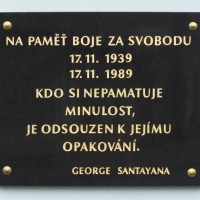 NA PAMĚŤ BOJE ZA SVOBODU
17. 11. 1939
17. 11. 1989
KDO SI NEPAMATUJE
MINULOST,
JE ODSOUZEN K JEJÍMU
OPAKOVÁNÍ.
GEORGE SANTAYANA